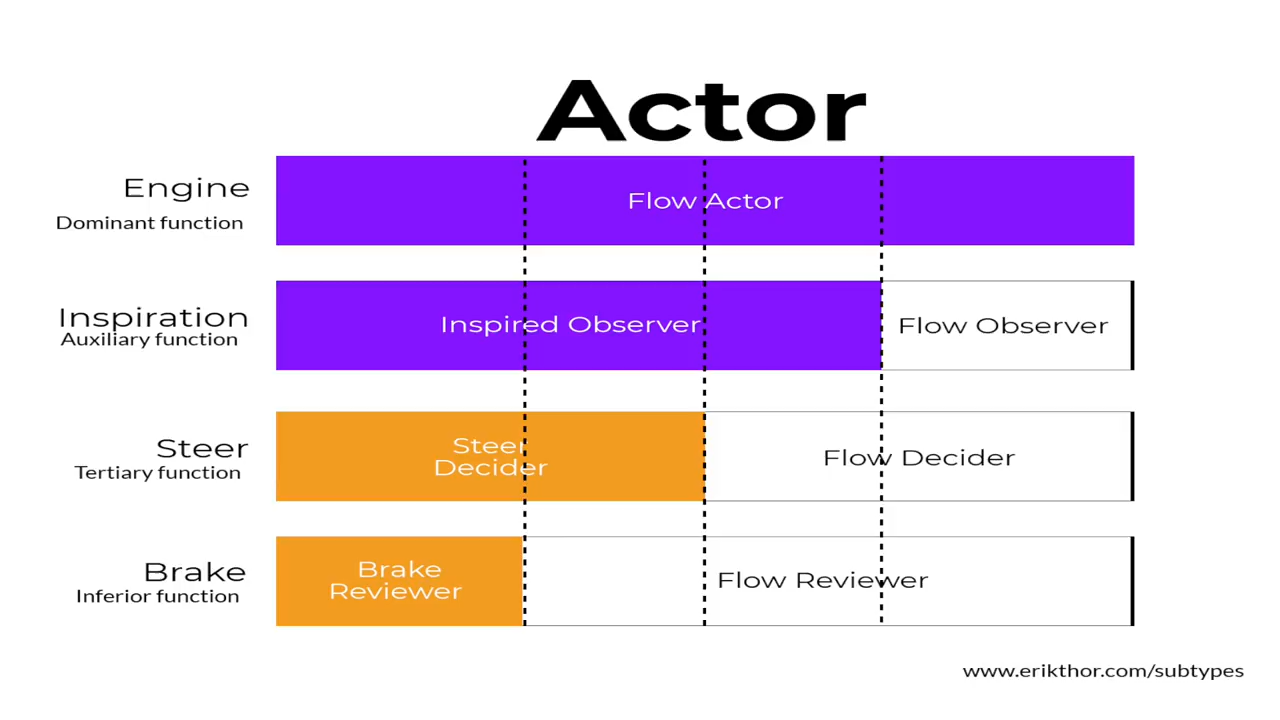 Actor
Engine
Dominant function
Flow Actor
Inspiration
Auxiliary function
Inspired Observer
Flow Observer
Steer
Tertiary function
Steer
Decider
Flow Decider
Brake
Inferior function
Brake
Reviewer
Flow Reviewer
www.erikthor.com/subtypes